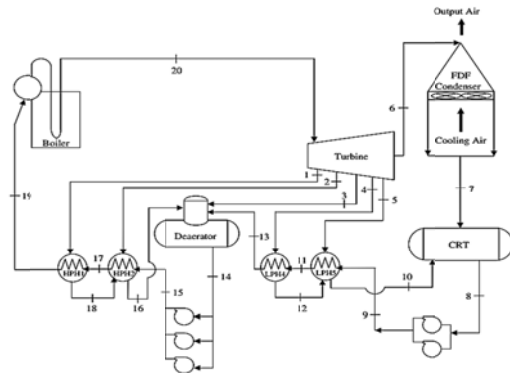 Output Air
20
6
FDF
Condenser
Boiler
Cooling Air
Turbine
1
2
3
4
5
19
7
Deaerator
13
CRT
17
14
11
10
HPH1
HPH2
LPH4
LPH5
15
8
18
16
12
9